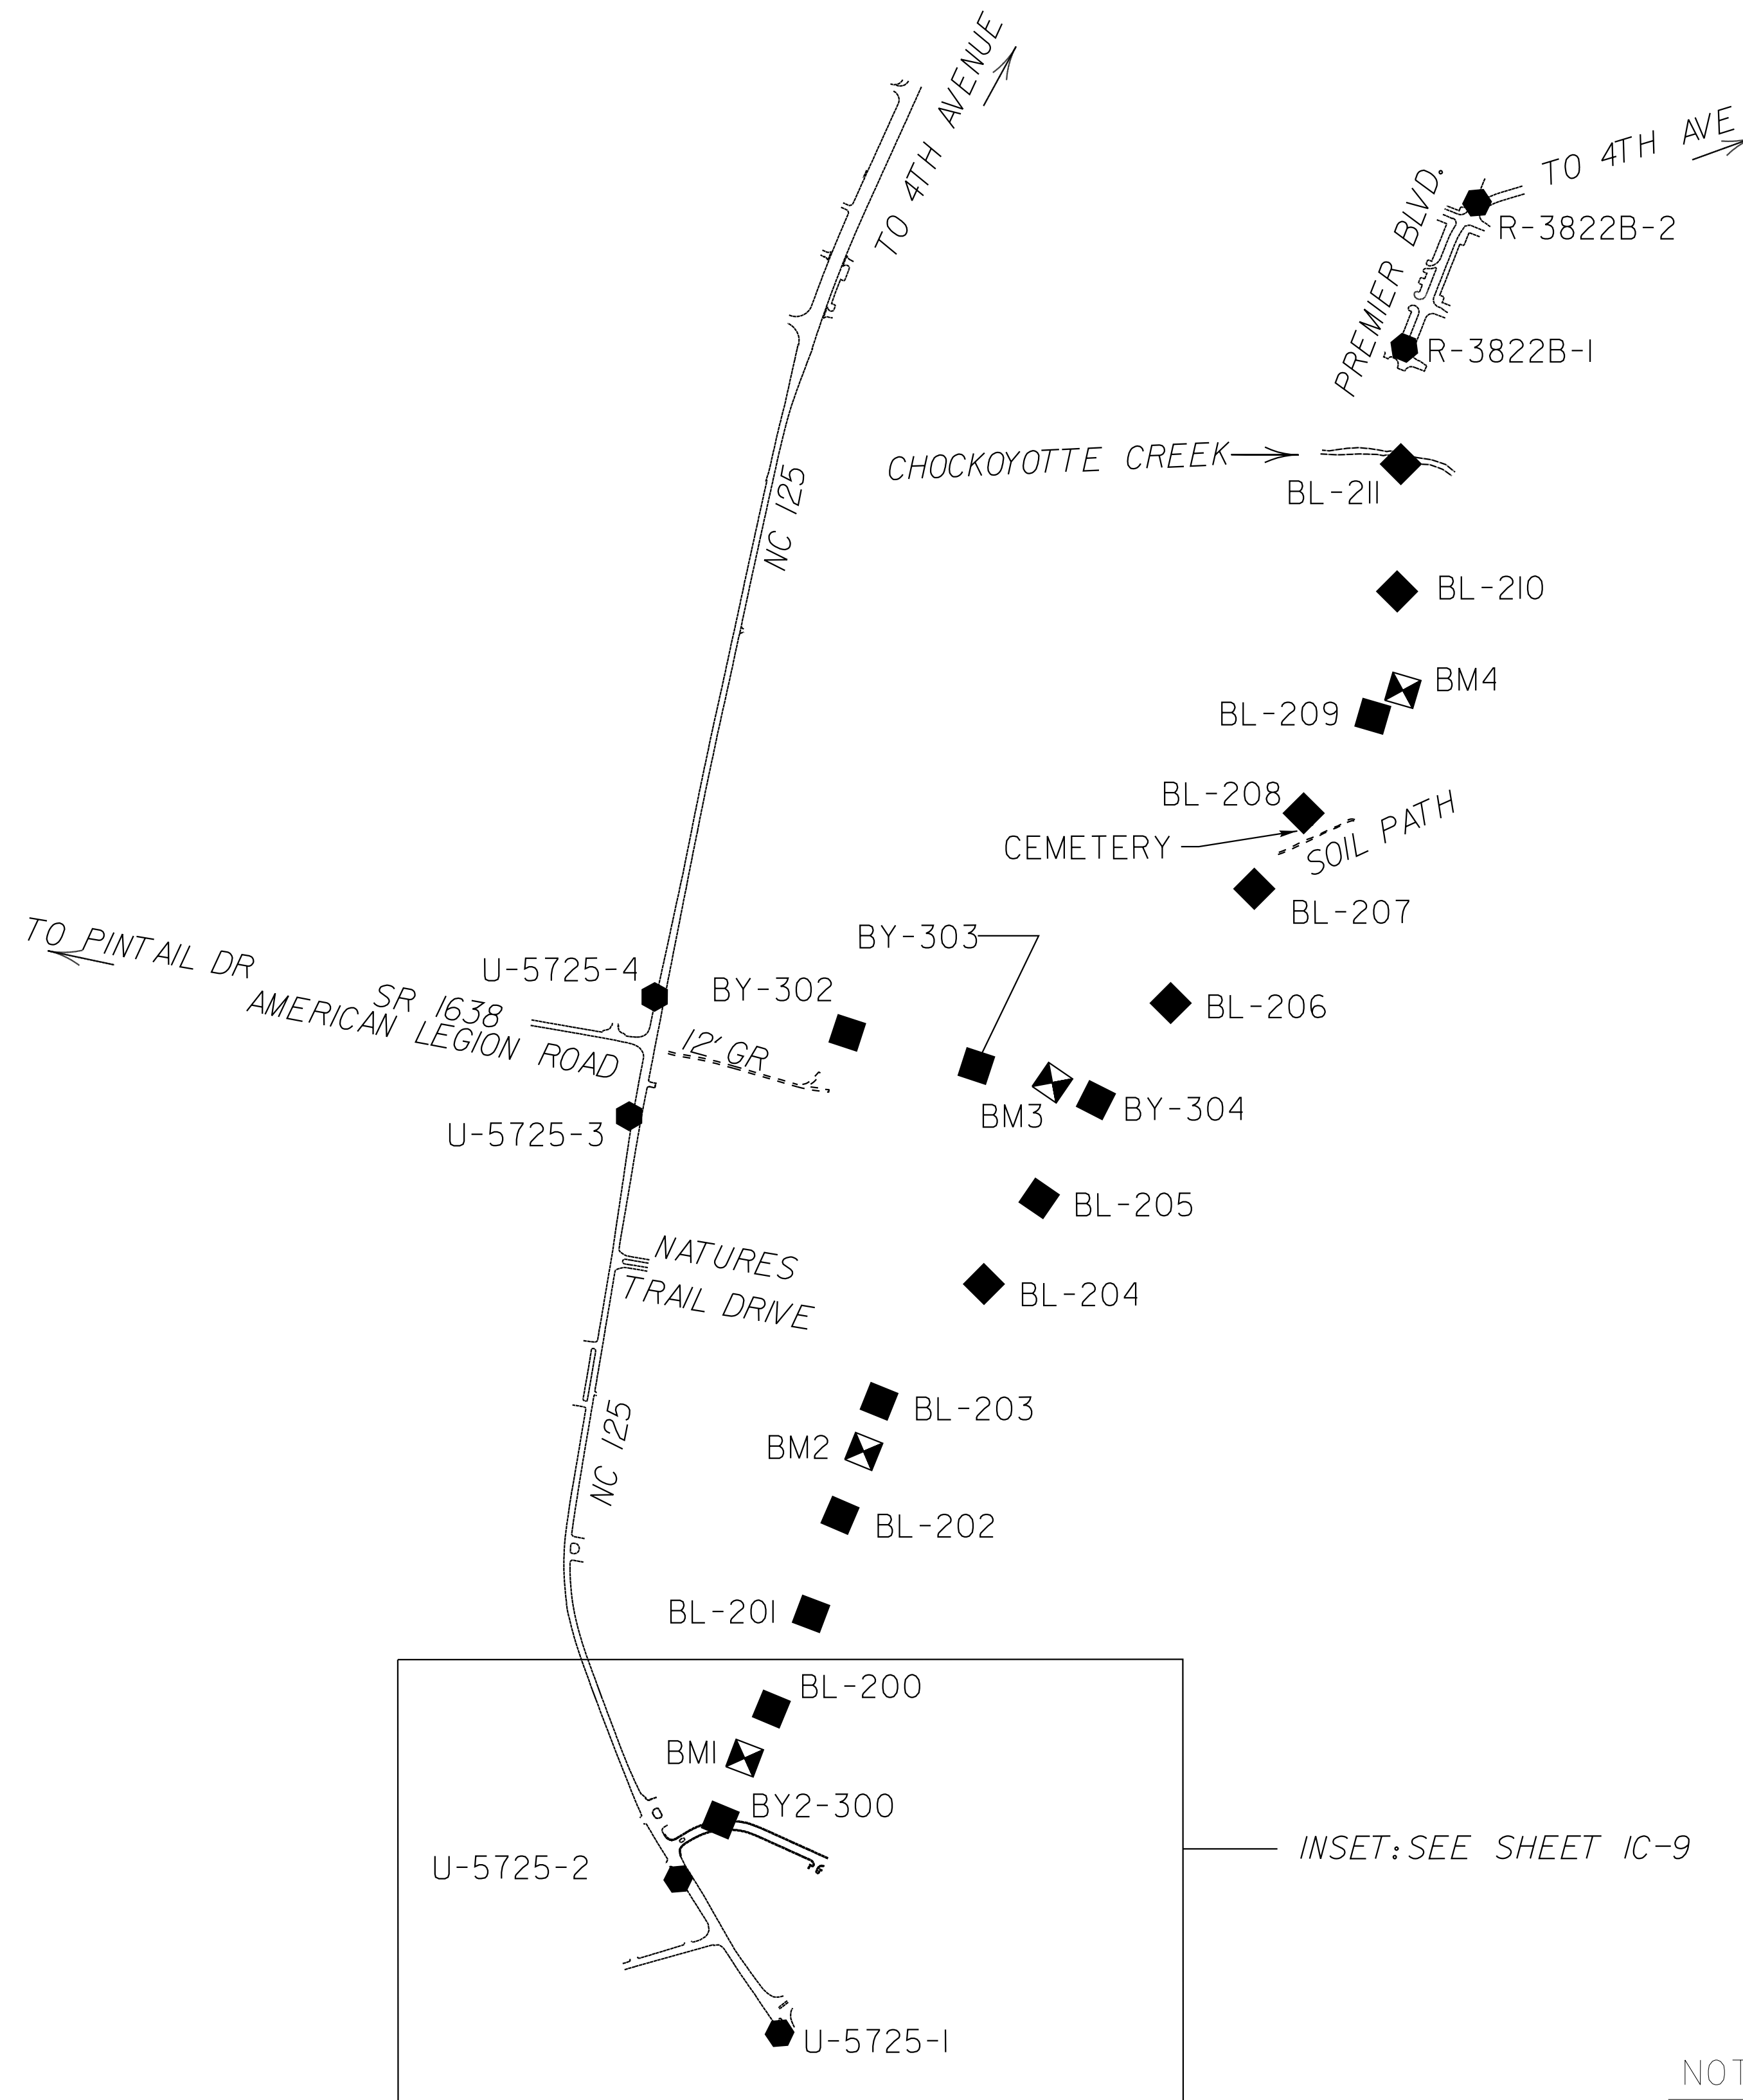 TO 4TH AVENUE
TO 4TH AVE
PREMIER BLVD.
R-3822B-2
R-3822B-1
CHOCKOYOTTE CREEK
BL-211
NC 125
BL-210
BM4
BL-209
BL-208
CEMETERY
SOIL PATH
BL-207
BY-303
TO PINTAIL DR
U-5725-4
BY-302
SR 1638
AMERICAN LEGION ROAD
12' GR
BL-206
BM3
BY-304
U-5725-3
BL-205
NATURES
TRAIL DRIVE
BL-204
NC 125
BL-203
BM2
BL-202
BL-201
BL-200
BM1
BY2-300
INSET: SEE SHEET 1C-9
U-5725-2
U-5725-1
NOT